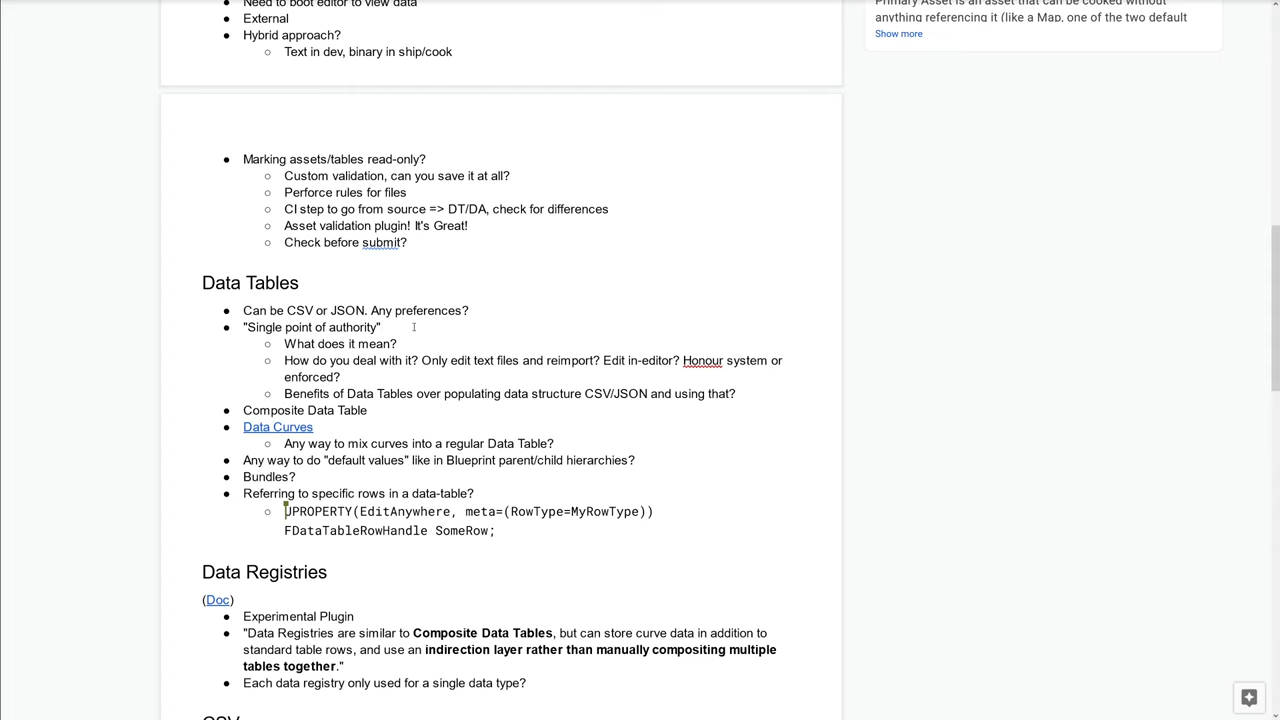 Need to boot editor to view data
External
Hybrid approach?
Text in dev, binary in ship/cook
Primary Asset is an asset that can be cooked without
anything referencing it (like a Map, one of the two default
Show more
Marking assets/tables read-only?
Custom validation, can you save it at all?
Perforce rules for files
CI step to go from source => DT/DA, check for differences
Asset validation plugin! It's Great!
Check before submit?
Data Tables
Can be CSV or JSON. Any preferences?
"Single point of authority"
What does it mean?
How do you deal with it? Only edit text files and reimport? Edit in-editor? Honour system or
enforced?
Benefits of Data Tables over populating data structure CSV/JSON and using that?
Composite Data Table
Data Curves
Any way to mix curves into a regular Data Table?
Any way to do "default values" like in Blueprint parent/child hierarchies?
Bundles?
Referring to specific rows in a data-table?
UPROPERTY(EditAnywhere, meta=(RowType=MyRowType))
FDataTableRowHandle SomeRow;
Data Registries
(Doc)
Experimental Plugin
"Data Registries are similar to Composite Data Tables, but can store curve data in addition to
standard table rows, and use an indirection layer rather than manually compositing multiple
tables together."
Each data registry only used for a single data type?
CSV